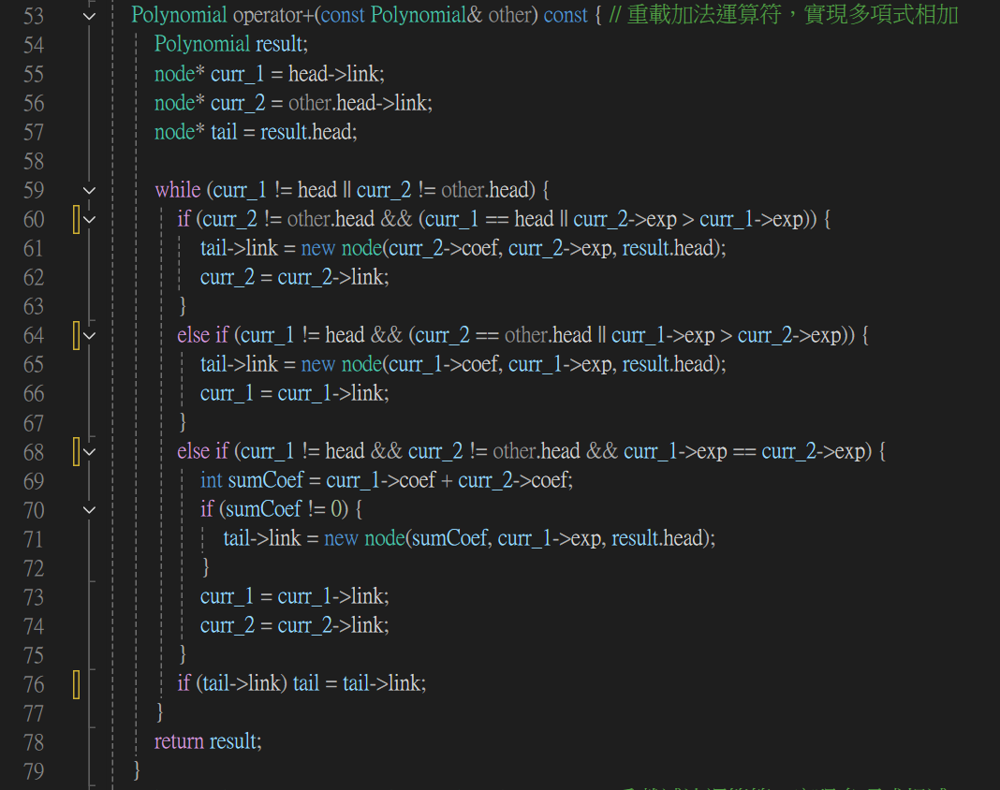 53 Polynomial operator+(const Polynomial& other) const { // 重載加法運算符，實現多項式相加
54 Polynomial result;
55 node* curr_1 = head->link;
56 node* curr_2 = other.head->link;
57 node* tail = result.head;
58
59 while (curr_1 != head || curr_2 != other.head) {
60 if (curr_2 != other.head && (curr_1 == head || curr_2->exp > curr_1->exp)) {
61 tail->link = new node(curr_2->coef, curr_2->exp, result.head);
62 curr_2 = curr_2->link;
63 }
64 else if (curr_1 != head && (curr_2 == other.head || curr_1->exp > curr_2->exp)) {
65 tail->link = new node(curr_1->coef, curr_1->exp, result.head);
66 curr_1 = curr_1->link;
67 }
68 else if (curr_1 != head && curr_2 != other.head && curr_1->exp == curr_2->exp) {
69 int sumCoef = curr_1->coef + curr_2->coef;
70 if (sumCoef != 0) {
71 tail->link = new node(sumCoef, curr_1->exp, result.head);
72 }
73 curr_1 = curr_1->link;
74 curr_2 = curr_2->link;
75 }
76 if (tail->link) tail = tail->link;
77 }
78 return result;
79 }